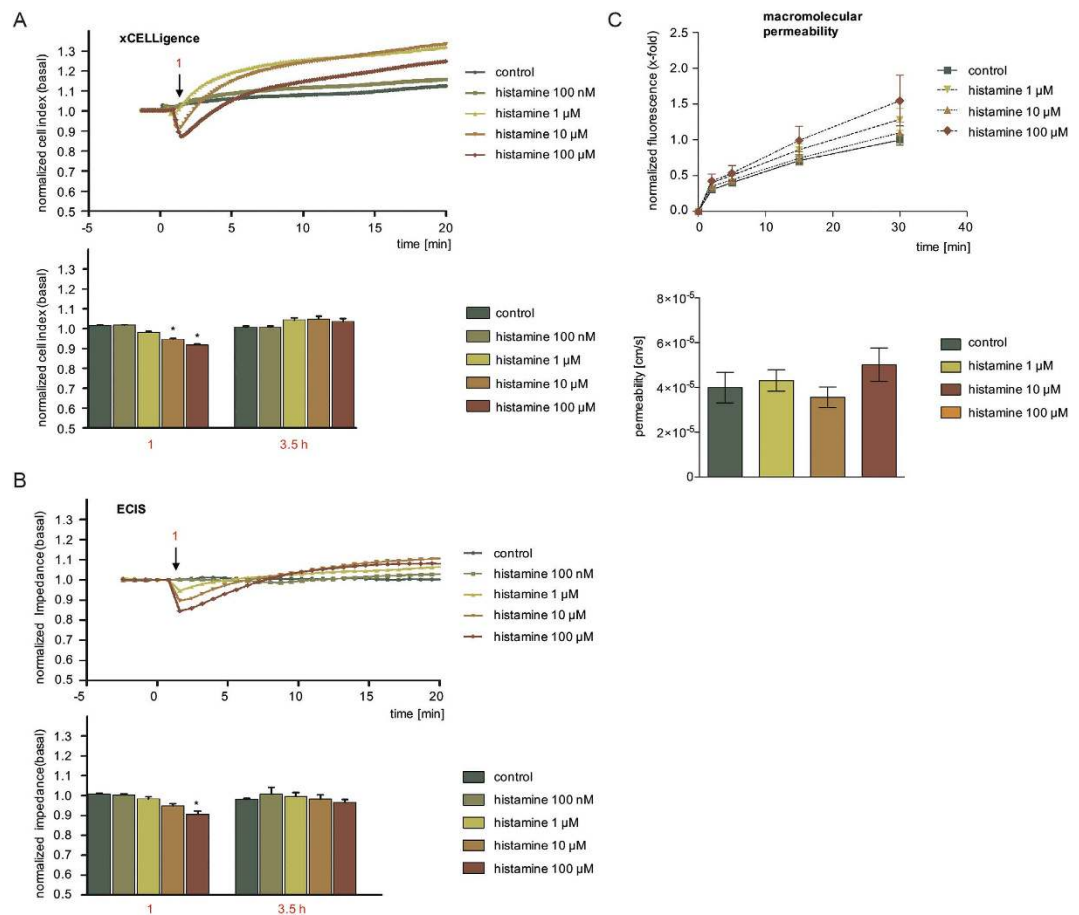 A
xCELLigence
1
normalized cell index (basal)
1.3
1.2
1.1
1.0
0.9
0.8
0.7
0.6
0.5
-5
0
5
10
15
20
time [min]
control
histamine 100 nM
histamine 1 µM
histamine 10 µM
histamine 100 µM
normalized cell index (basal)
1.3
1.2
1.1
1.0
0.9
0.8
0.7
0.6
0.5
*
*
1
3.5 h
control
histamine 100 nM
histamine 1 µM
histamine 10 µM
histamine 100 µM
B
ECIS
1
normalized Impedance (basal)
1.3
1.2
1.1
1.0
0.9
0.8
0.7
0.6
0.5
-5
0
5
10
15
20
time [min]
control
histamine 100 nM
histamine 1 µM
histamine 10 µM
histamine 100 µM
normalized impedance (basal)
1.3
1.2
1.1
1.0
0.9
0.8
0.7
0.6
0.5
*
1
3.5 h
control
histamine 100 nM
histamine 1 µM
histamine 10 µM
histamine 100 µM
C
macromolecular
permeability
normalized fluorescence (x-fold)
2.0
1.5
1.0
0.5
0.0
0
10
20
30
40
time [min]
control
histamine 1 µM
histamine 10 µM
histamine 100 µM
permeability [cm/s]
8×10-5
6×10-5
4×10-5
2×10-5
0
control
histamine 1 µM
histamine 10 µM
histamine 100 µM